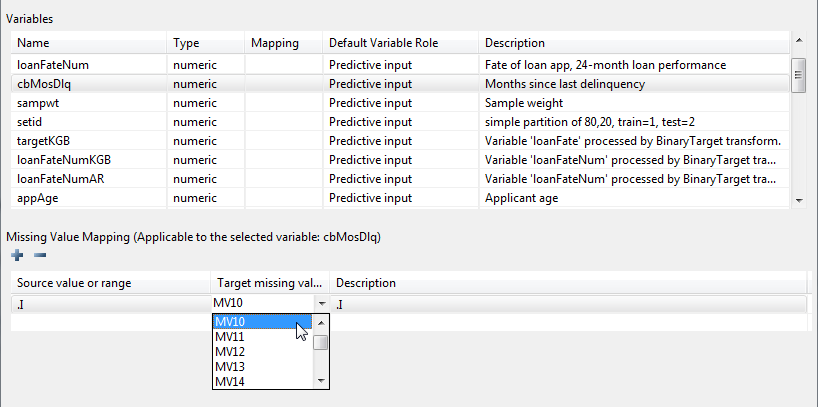 Variables
Name Type Mapping Default Variable Role Description
loanFateNum numeric Predictive input Fate of loan app, 24-month loan performance
cbMosDlq numeric Predictive input Months since last delinquency
sampwt numeric Predictive input Sample weight
setid numeric Predictive input simple partition of 80,20, train=1, test=2
targetKGB numeric Predictive input Variable 'loanFate' processed by BinaryTarget transform.
loanFateNumKGB numeric Predictive input Variable 'loanFateNum' processed by BinaryTarget tra...
loanFateNumAR numeric Predictive input Variable 'loanFateNum' processed by BinaryTarget tra...
appAge numeric Predictive input Applicant age
Missing Value Mapping (Applicable to the selected variable: cbMosDlq)
Source value or range Target missing val... Description
.I MV10 .I
MV10
MV11
MV12
MV13
MV14